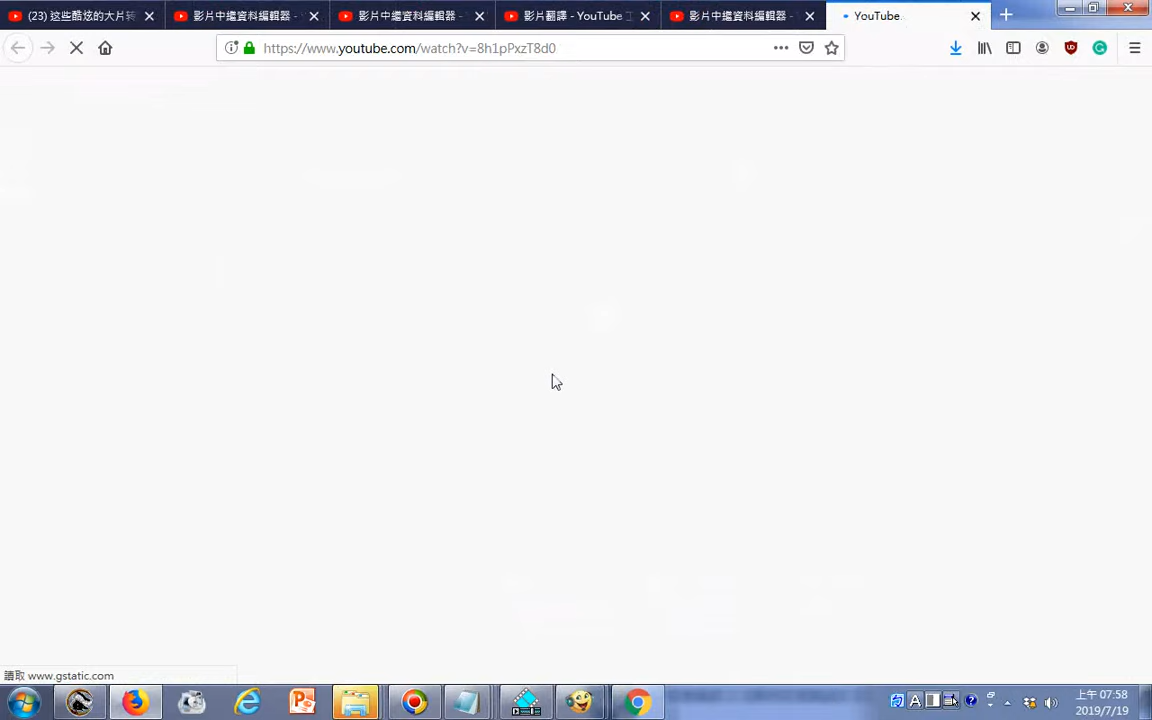 (23) 这些酷炫的大片转
影片中繼資料編輯器 -
影片中繼資料編輯器 -
影片翻譯 - YouTube 工
影片中繼資料編輯器 -
YouTube
https://www.youtube.com/watch?v=8h1pPxzT8d0
讀取 www.gstatic.com
上午 07:58
2019/7/19